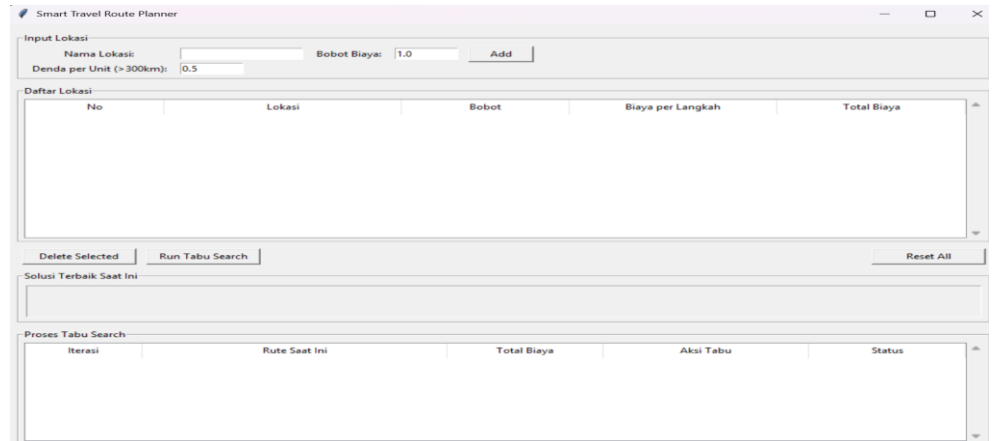 Smart Travel Route Planner
Input Lokasi
Nama Lokasi: Bobot Biaya: 1.0 Add
Denda per Unit (>300km): 0.5
Daftar Lokasi
No Lokasi Bobot Biaya per Langkah Total Biaya
Delete Selected Run Tabu Search Reset All
Solusi Terbaik Saat Ini
Proses Tabu Search
Iterasi Rute Saat Ini Total Biaya Aksi Tabu Status